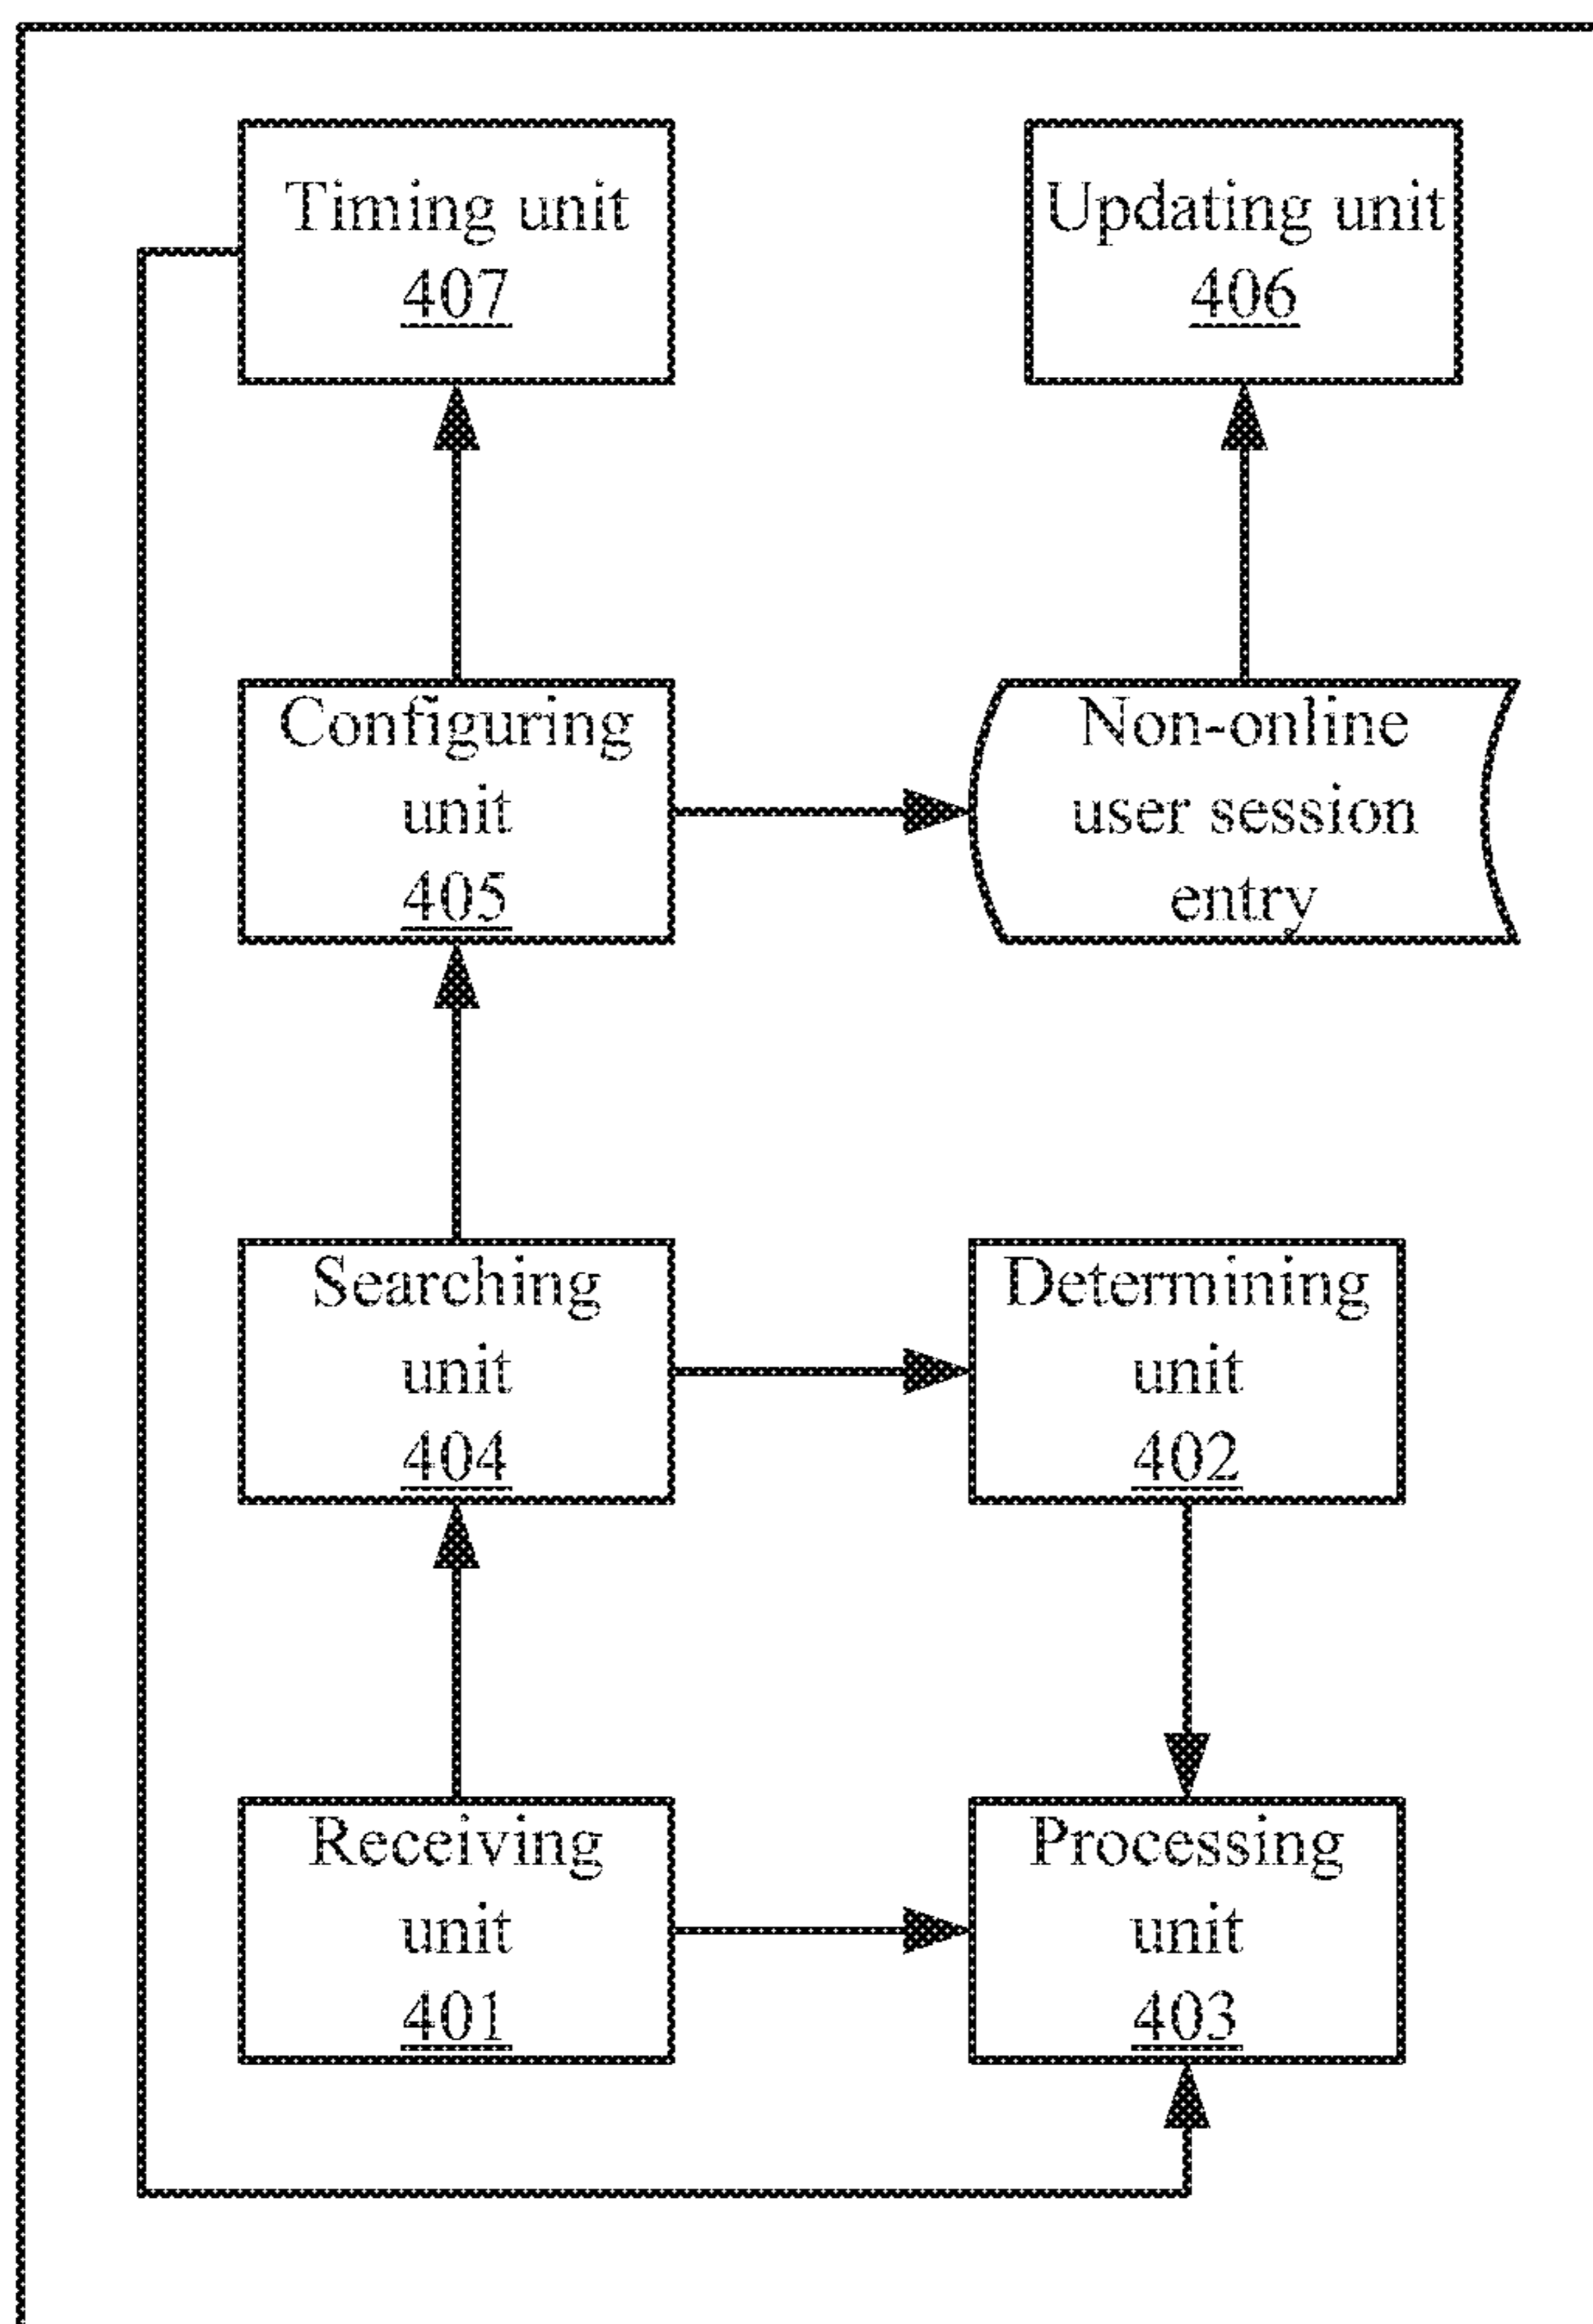 Timing unit
407
Updating unit
406
Configuring
unit
405
Non-online
user session
entry
Searching
unit
404
Determining
unit
402
Receiving
unit
401
Processing
unit
403